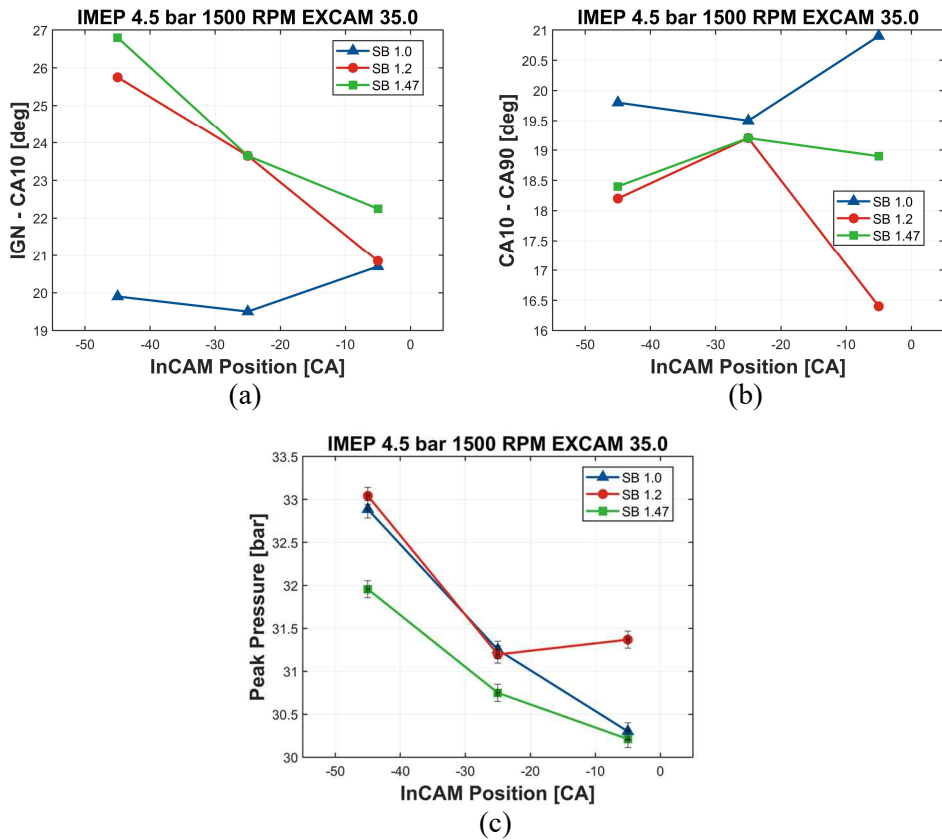 IMEP 4.5 bar 1500 RPM EXCAM 35.0
27
26
25
24
23
22
21
20
19
IGN - CA10 [deg]
SB 1.0
SB 1.2
SB 1.47
-50
-40
-30
-20
-10
0
InCAM Position [CA]
(a)
IMEP 4.5 bar 1500 RPM EXCAM 35.0
21
20.5
20
19.5
19
18.5
18
17.5
17
16.5
16
CA10 - CA90 [deg]
SB 1.0
SB 1.2
SB 1.47
-50
-40
-30
-20
-10
0
InCAM Position [CA]
(b)
IMEP 4.5 bar 1500 RPM EXCAM 35.0
33.5
33
32.5
32
31.5
31
30.5
30
Peak Pressure [bar]
SB 1.0
SB 1.2
SB 1.47
-50
-40
-30
-20
-10
0
InCAM Position [CA]
(c)